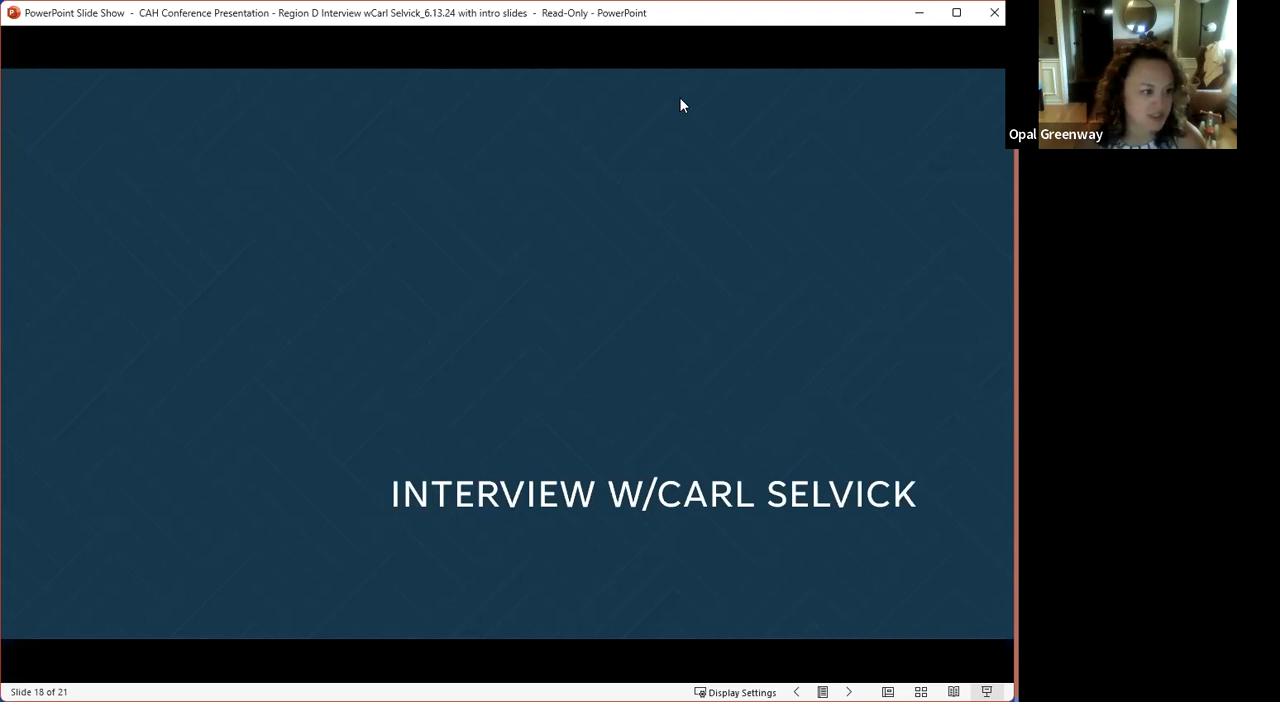 PowerPoint Slide Show - CAH Conference Presentation - Region D Interview wCarl Selvick_6.13.24 with intro slides - Read-Only - PowerPoint
Opal Greenway
INTERVIEW W/CARL SELVICK
Slide 18 of 21
Display Settings